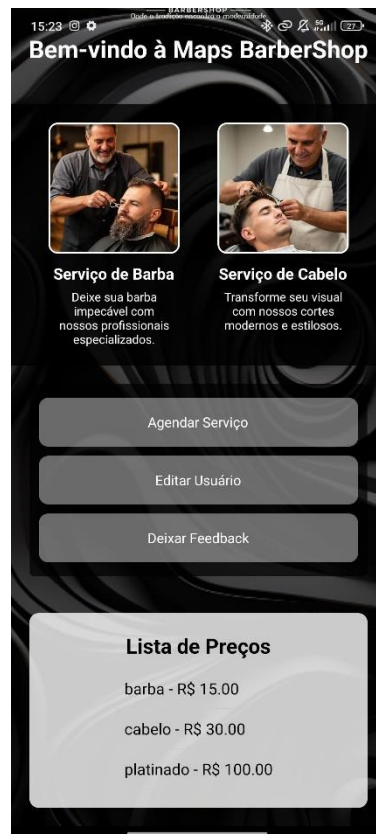 BARBERSHOP
Onde a tradição encontra a modernidade
15:23
5G
27
Bem-vindo à Maps BarberShop
Serviço de Barba
Deixe sua barba
impecável com
nossos profissionais
especializados.
Serviço de Cabelo
Transforme seu visual
com nossos cortes
modernos e estilosos.
Agendar Serviço
Editar Usuário
Deixar Feedback
Lista de Preços
barba - R$ 15.00
cabelo - R$ 30.00
platinado - R$ 100.00